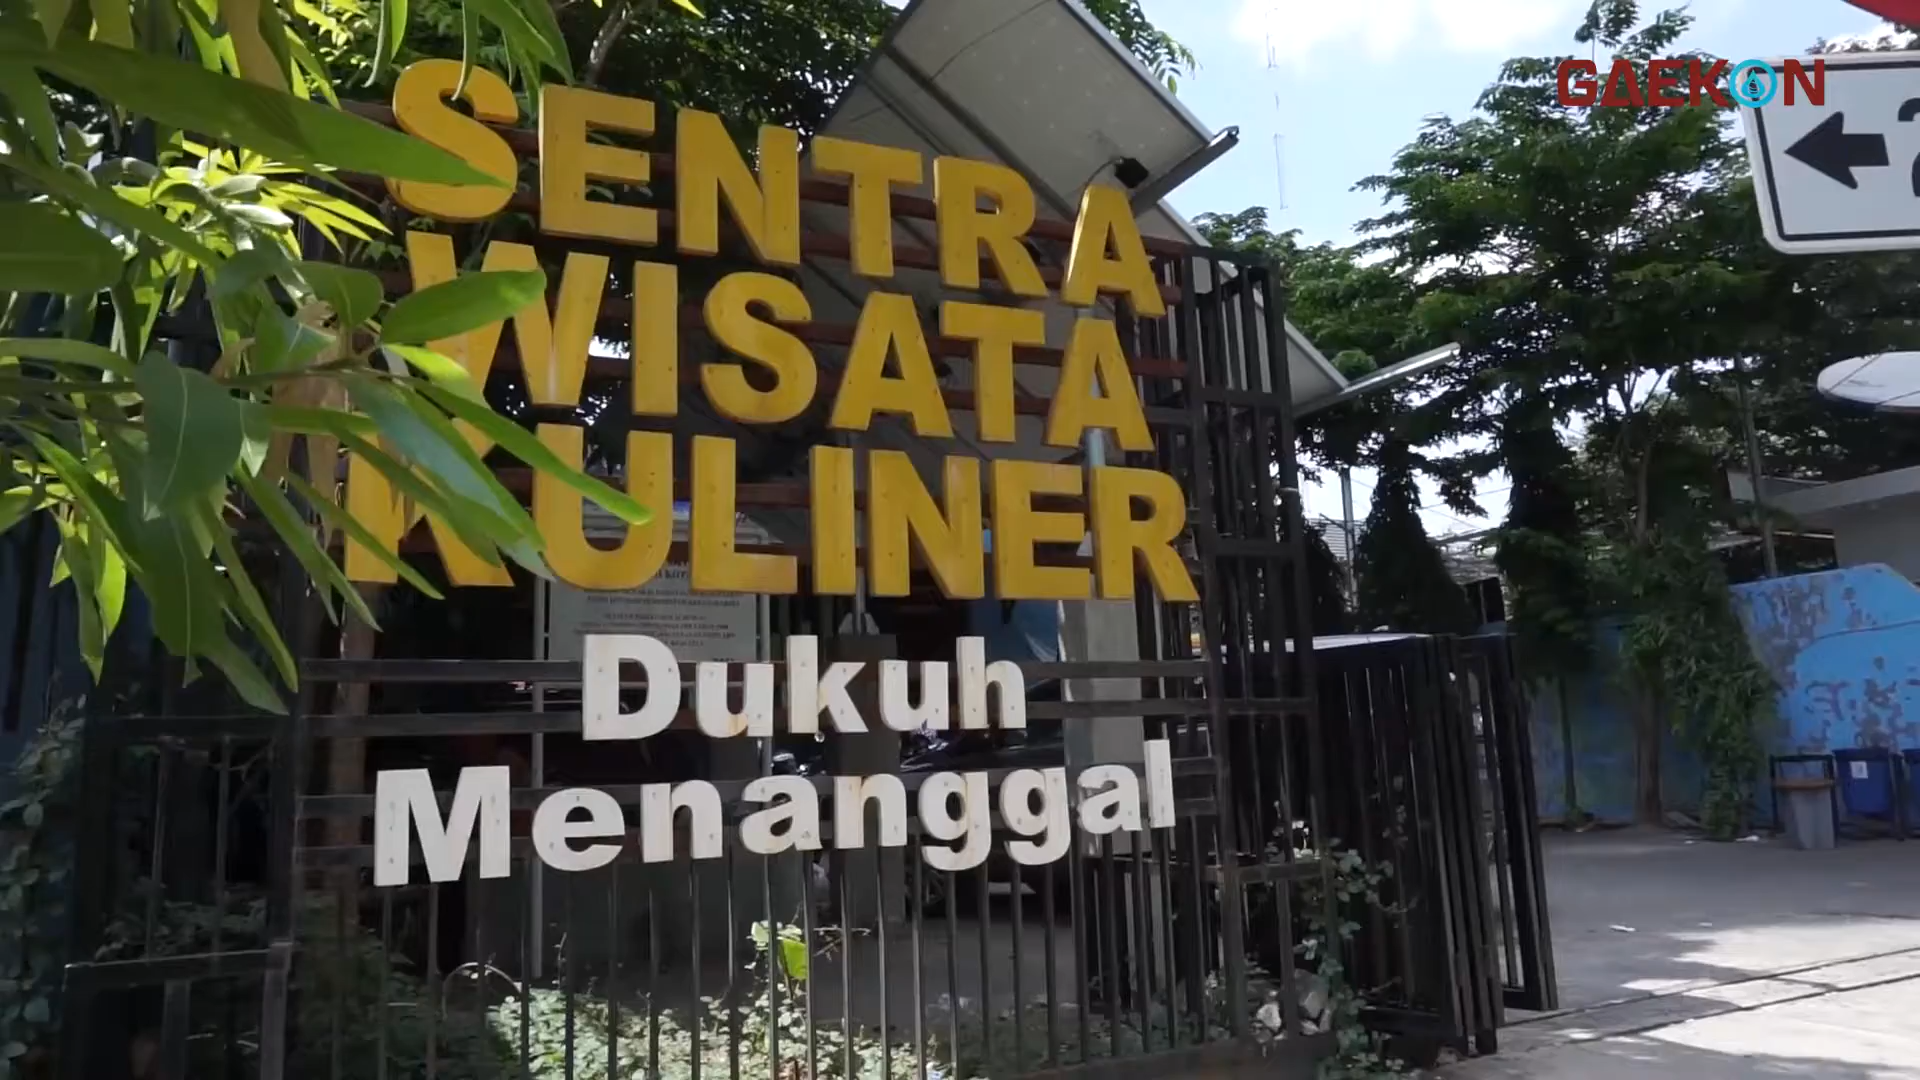 GAEKON
SENTRA
WISATA
KULINER
Dukuh
Menanggal